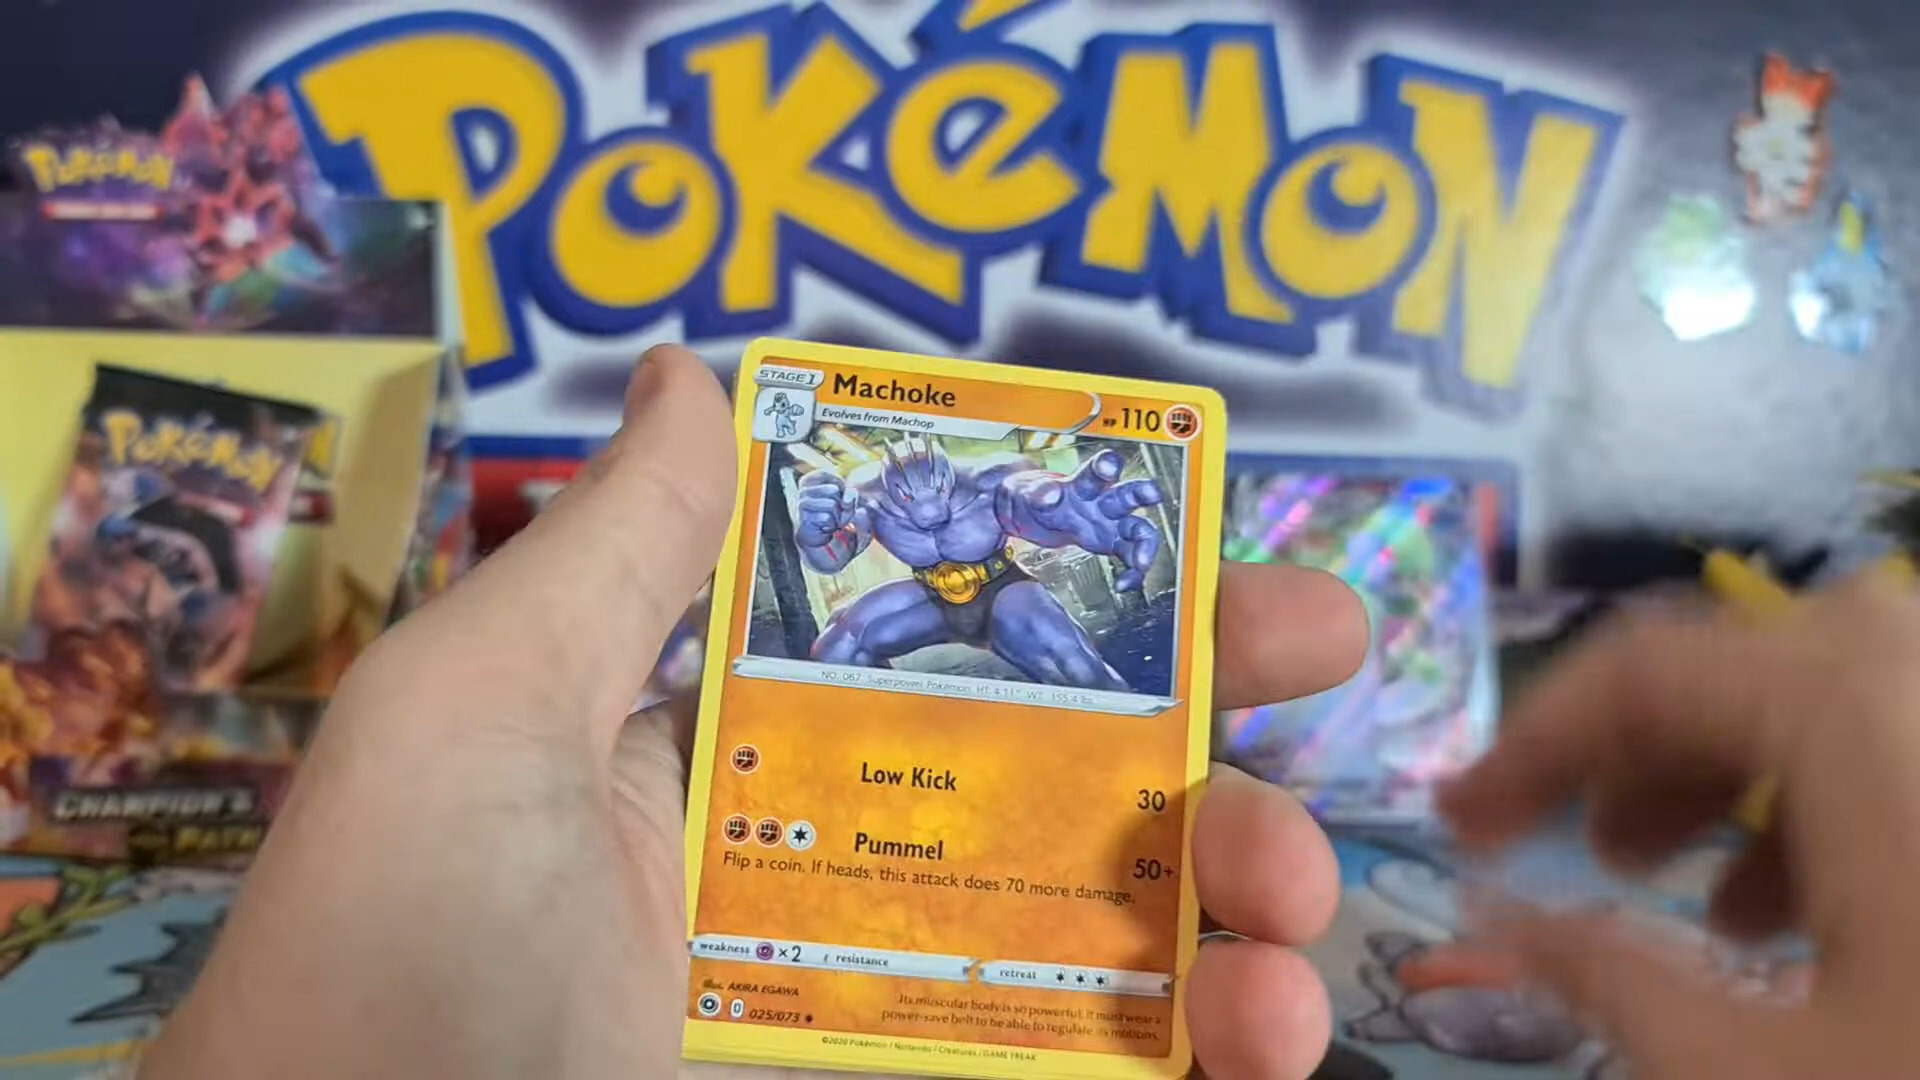 POKéMON
POKéMON
POKéMON
CHAMPION'S
PATH
STAGE 1
Machoke
Evolves from Machop
HP 110
NO. 067 Superpower Pokémon HT: 4'11" WT: 155.4 lbs.
Low Kick 30
Pummel 50+
Flip a coin. If heads, this attack does 70 more damage.
weakness ×2 resistance retreat
Illus. AKIRA EGAWA
D 025/073
Its muscular body is so powerful, it must wear a
power-save belt to be able to regulate its motions.
©2020 Pokémon / Nintendo / Creatures / GAME FREAK